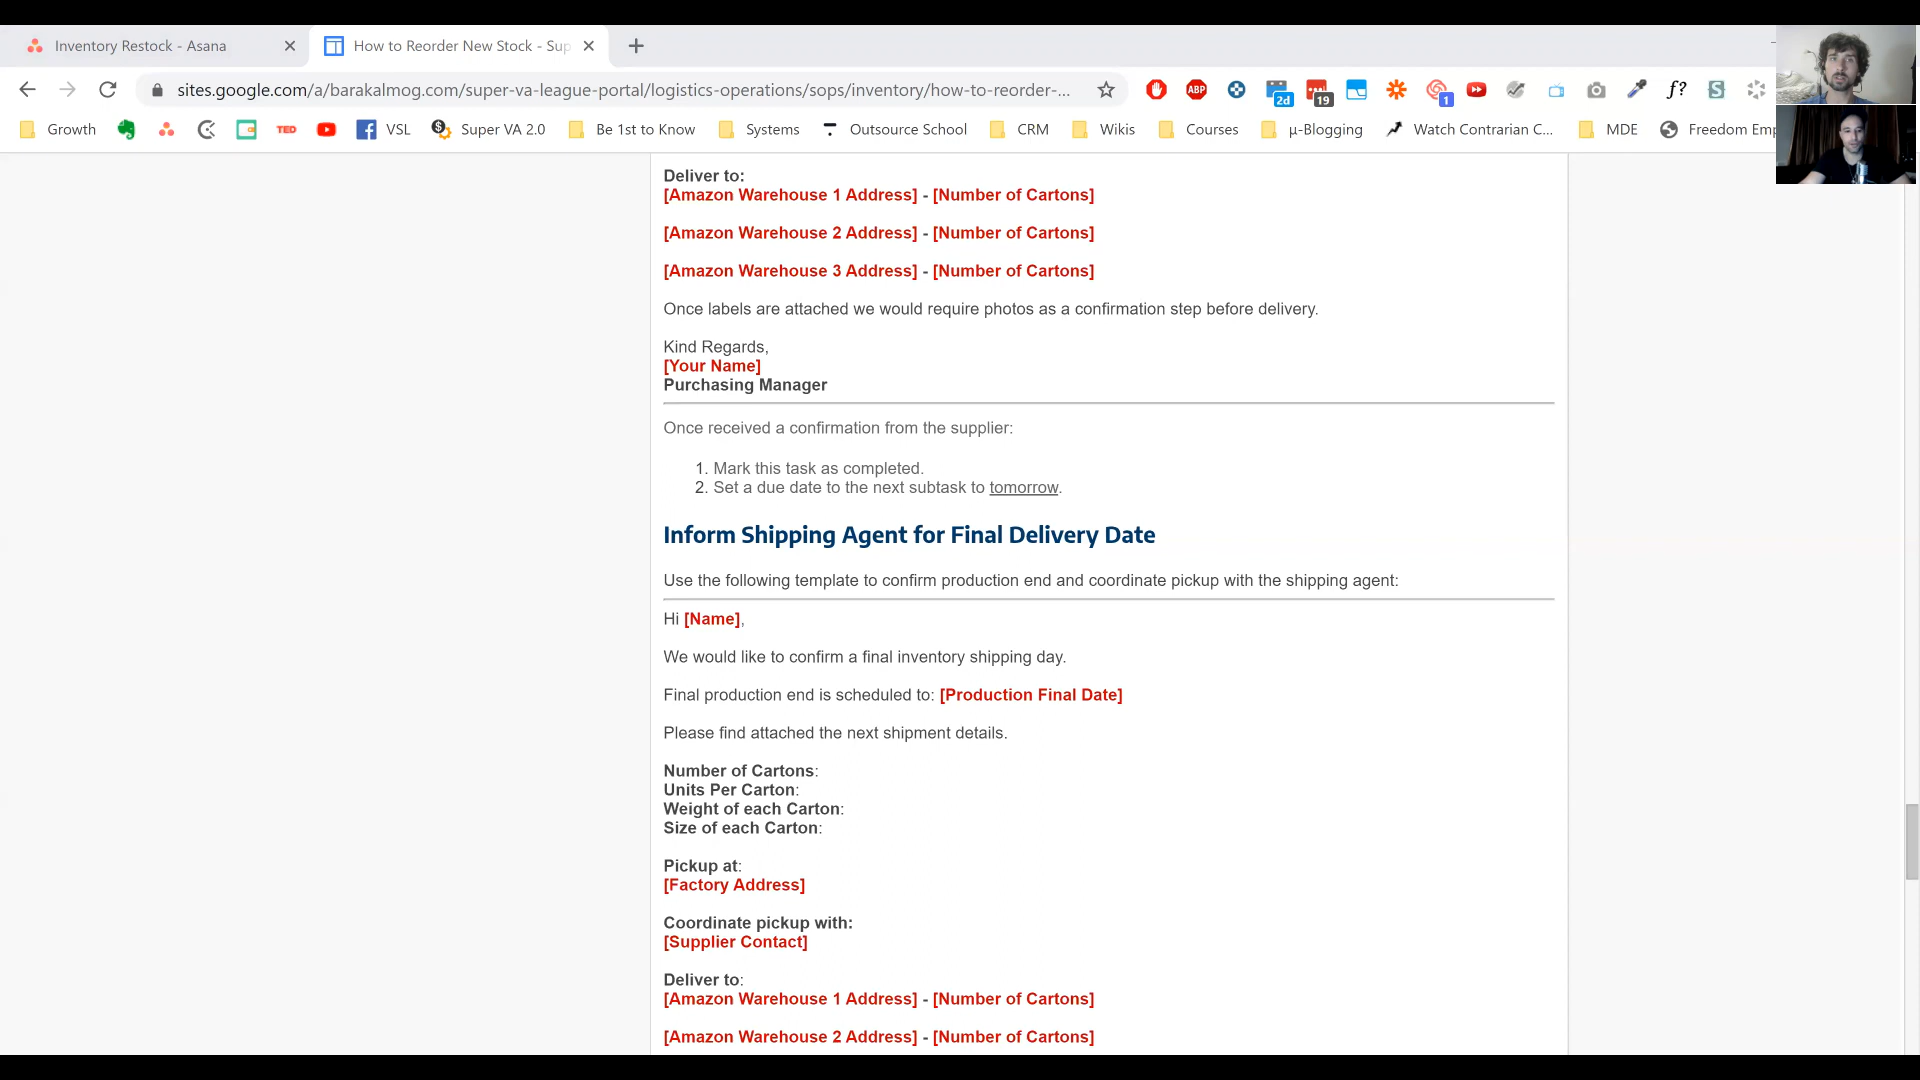 Inventory Restock - Asana
How to Reorder New Stock - Sup
sites.google.com/a/barakalmog.com/super-va-league-portal/logistics-operations/sops/inventory/how-to-reorder-...
ABP
2d
19
1
f?
Growth
TED
VSL
Super VA 2.0
Be 1st to Know
Systems
Outsource School
CRM
Wikis
Courses
µ-Blogging
Watch Contrarian C...
MDE
Freedom Emp
Deliver to:
[Amazon Warehouse 1 Address] - [Number of Cartons]
[Amazon Warehouse 2 Address] - [Number of Cartons]
[Amazon Warehouse 3 Address] - [Number of Cartons]
Once labels are attached we would require photos as a confirmation step before delivery.
Kind Regards,
[Your Name]
Purchasing Manager
Once received a confirmation from the supplier:
1. Mark this task as completed.
2. Set a due date to the next subtask to tomorrow.
Inform Shipping Agent for Final Delivery Date
Use the following template to confirm production end and coordinate pickup with the shipping agent:
Hi [Name],
We would like to confirm a final inventory shipping day.
Final production end is scheduled to: [Production Final Date]
Please find attached the next shipment details.
Number of Cartons:
Units Per Carton:
Weight of each Carton:
Size of each Carton:
Pickup at:
[Factory Address]
Coordinate pickup with:
[Supplier Contact]
Deliver to:
[Amazon Warehouse 1 Address] - [Number of Cartons]
[Amazon Warehouse 2 Address] - [Number of Cartons]